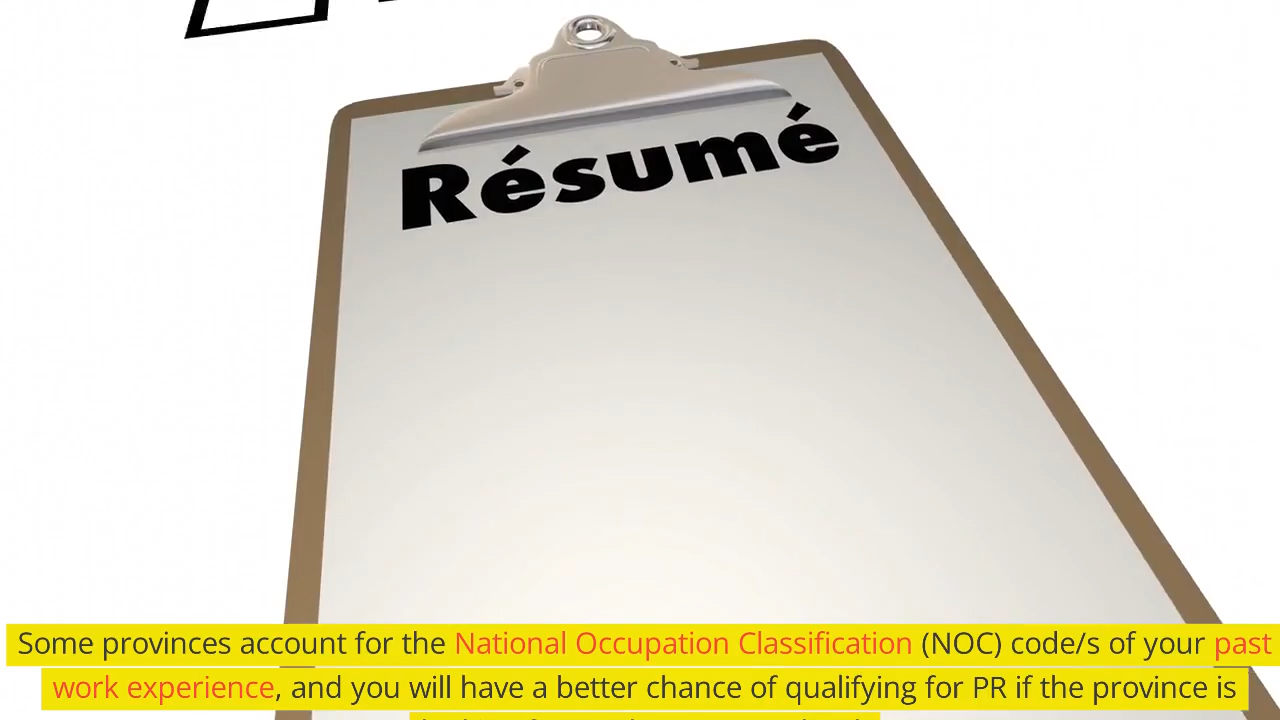 Résumé
Some provinces account for the National Occupation Classification (NOC) code/s of your past
work experience, and you will have a better chance of qualifying for PR if the province is